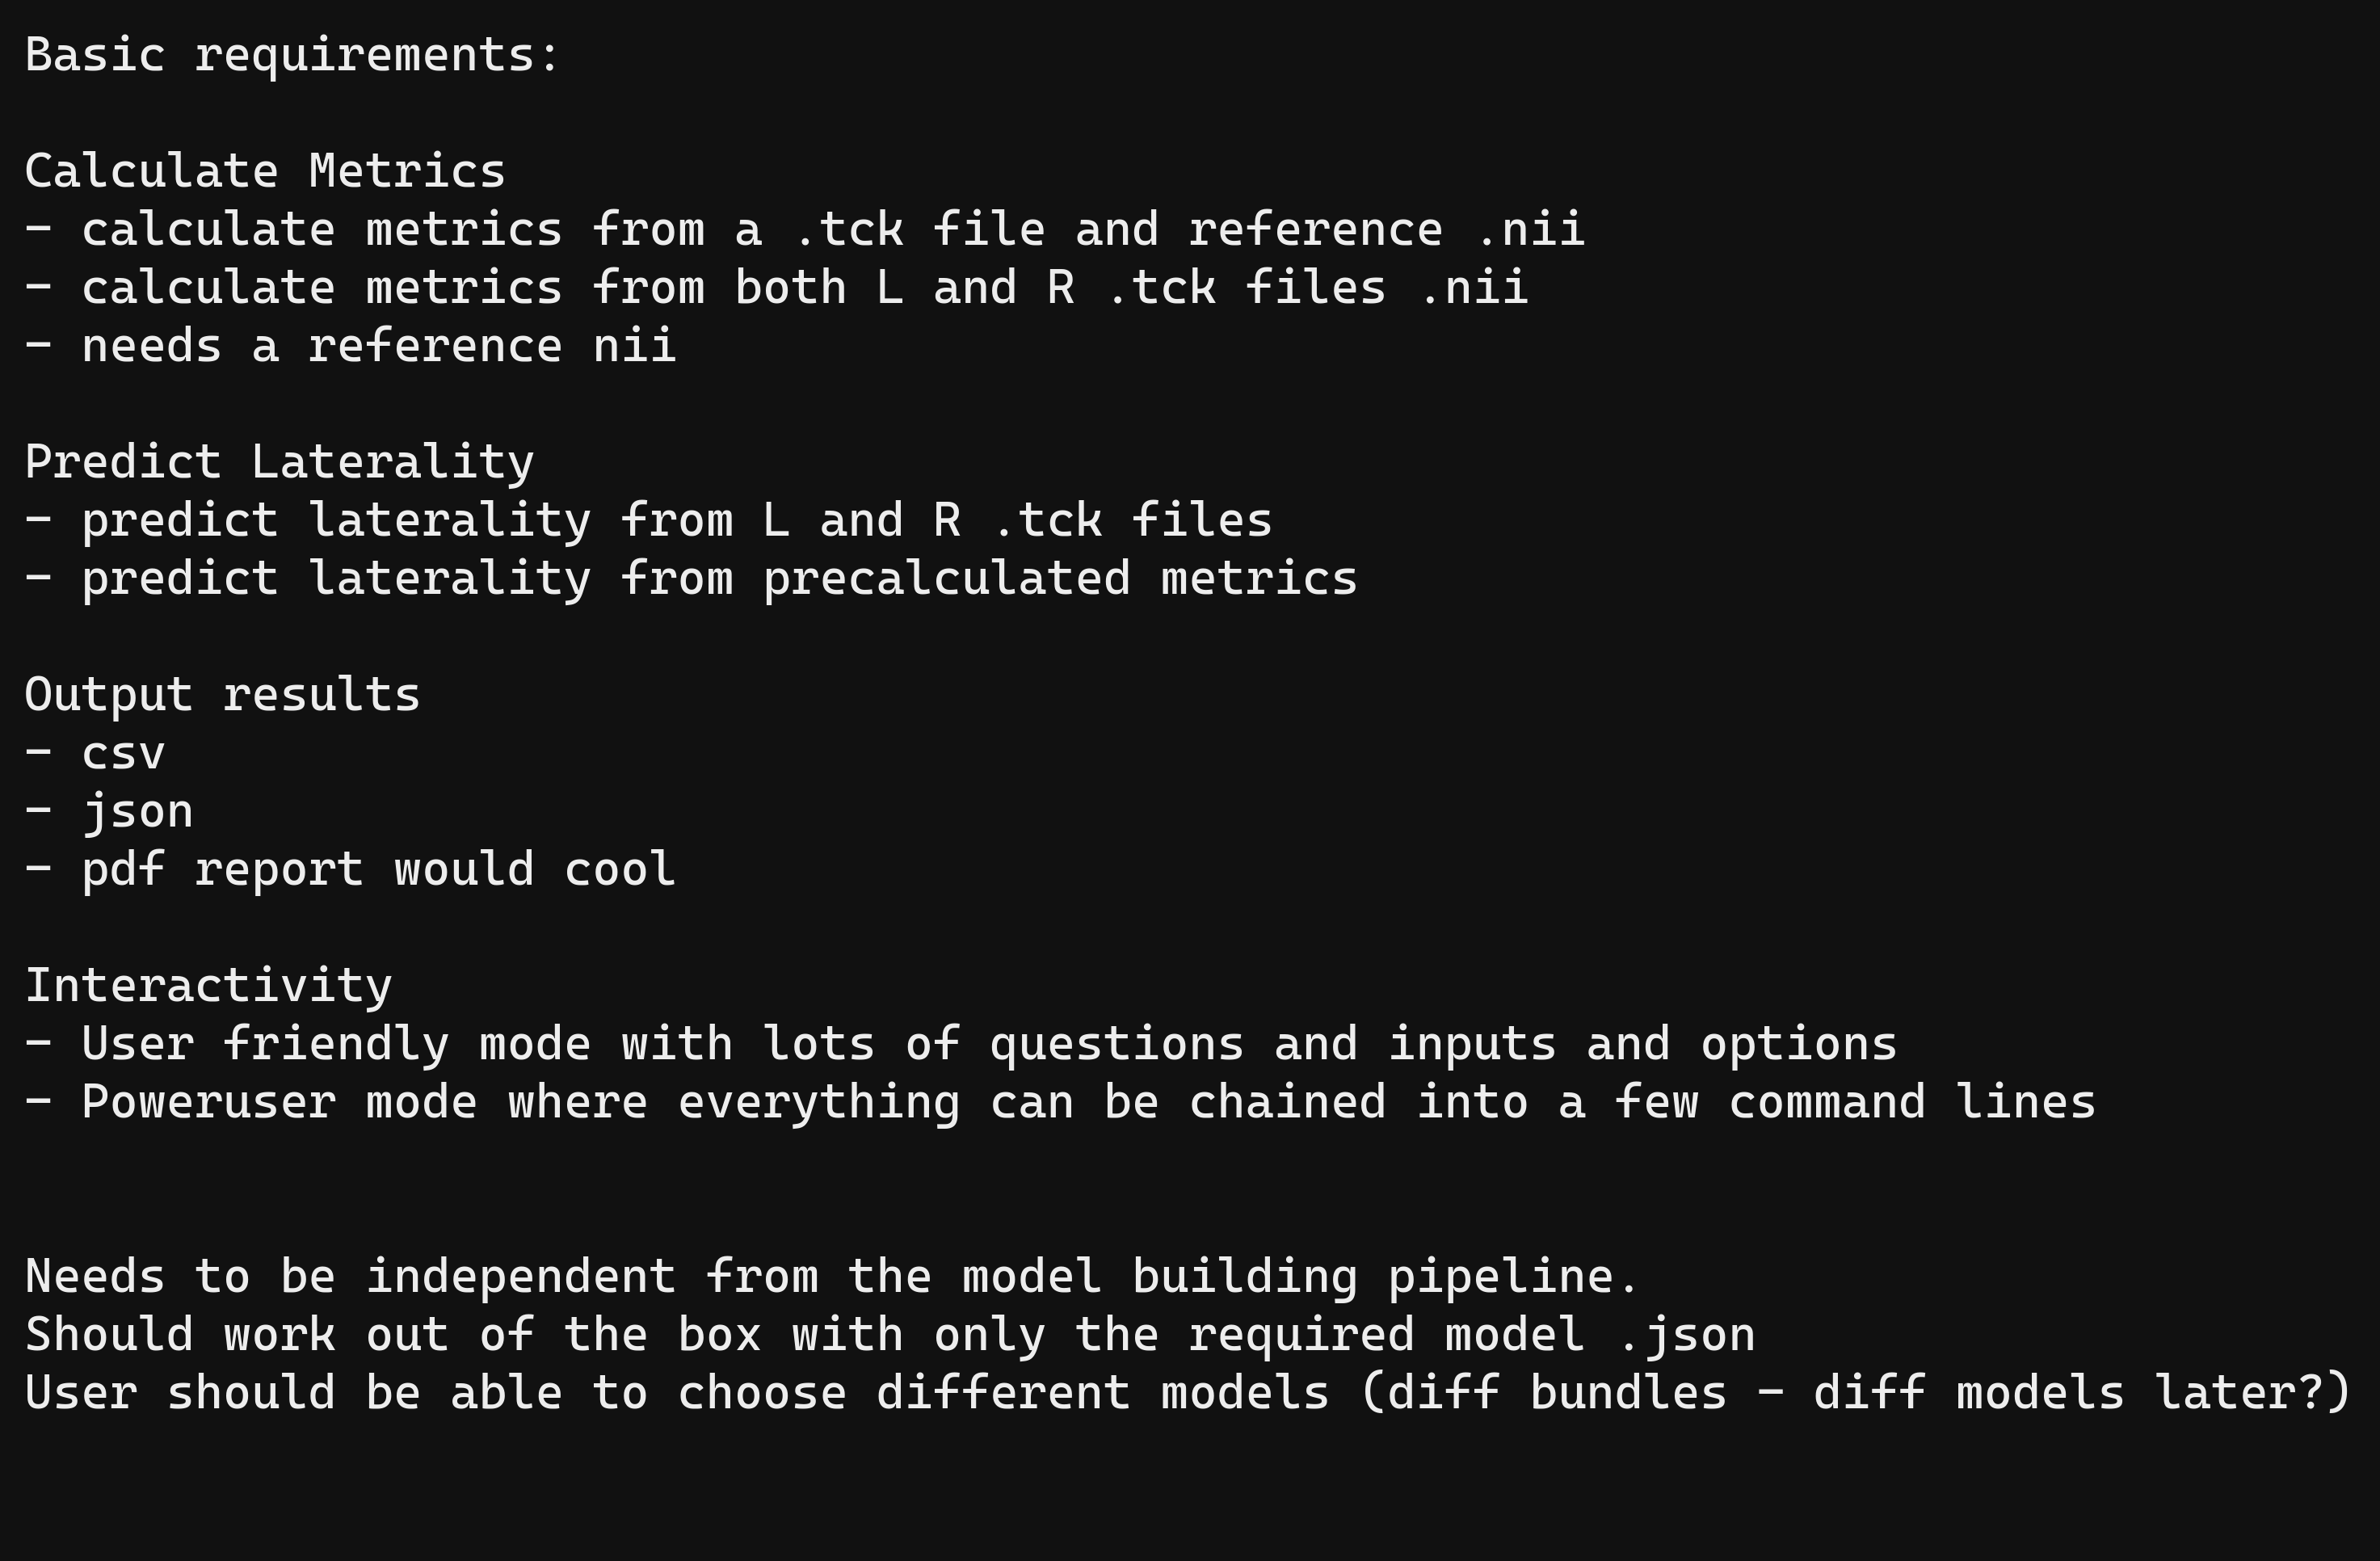 Basic requirements:
Calculate Metrics
- calculate metrics from a .tck file and reference .nii
- calculate metrics from both L and R .tck files .nii
- needs a reference nii
Predict Laterality
- predict laterality from L and R .tck files
- predict laterality from precalculated metrics
Output results
- csv
- json
- pdf report would cool
Interactivity
- User friendly mode with lots of questions and inputs and options
- Poweruser mode where everything can be chained into a few command lines
Needs to be independent from the model building pipeline.
Should work out of the box with only the required model .json
User should be able to choose different models (diff bundles - diff models later?)